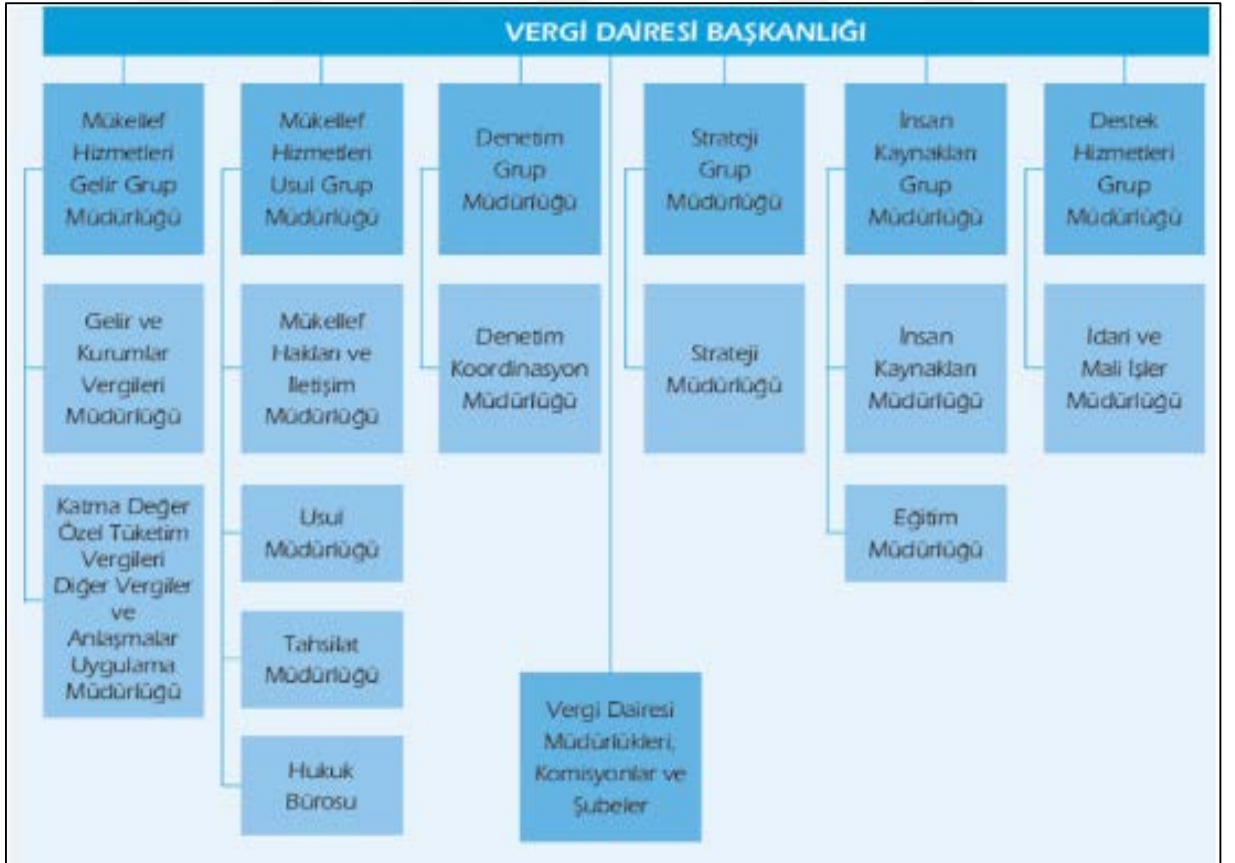 VERGİ DAİRESİ BAŞKANLIĞI
Mükellef
Hizmetleri
Gelir Grup
Müdürlüğü
Mükellef
Hizmetleri
Usul Grup
Müdürlüğü
Denetim
Grup
Müdürlüğü
Strateji
Grup
Müdürlüğü
İnsan
Kaynakları
Grup
Müdürlüğü
Destek
Hizmetleri
Grup
Müdürlüğü
Gelir ve
Kurumlar
Vergileri
Müdürlüğü
Mükellef
Hakları ve
İletişim
Müdürlüğü
Denetim
Koordinasyon
Müdürlüğü
Strateji
Müdürlüğü
İnsan
Kaynakları
Müdürlüğü
İdari ve
Mali İşler
Müdürlüğü
Katma Değer
Özel Tüketim
Vergileri
Diğer Vergiler
ve
Anlaşmalar
Uygulama
Müdürlüğü
Usul
Müdürlüğü
Eğitim
Müdürlüğü
Tahsilat
Müdürlüğü
Vergi Dairesi
Müdürlükleri,
Komisyonlar ve
Şubeler
Hukuk
Bürosu